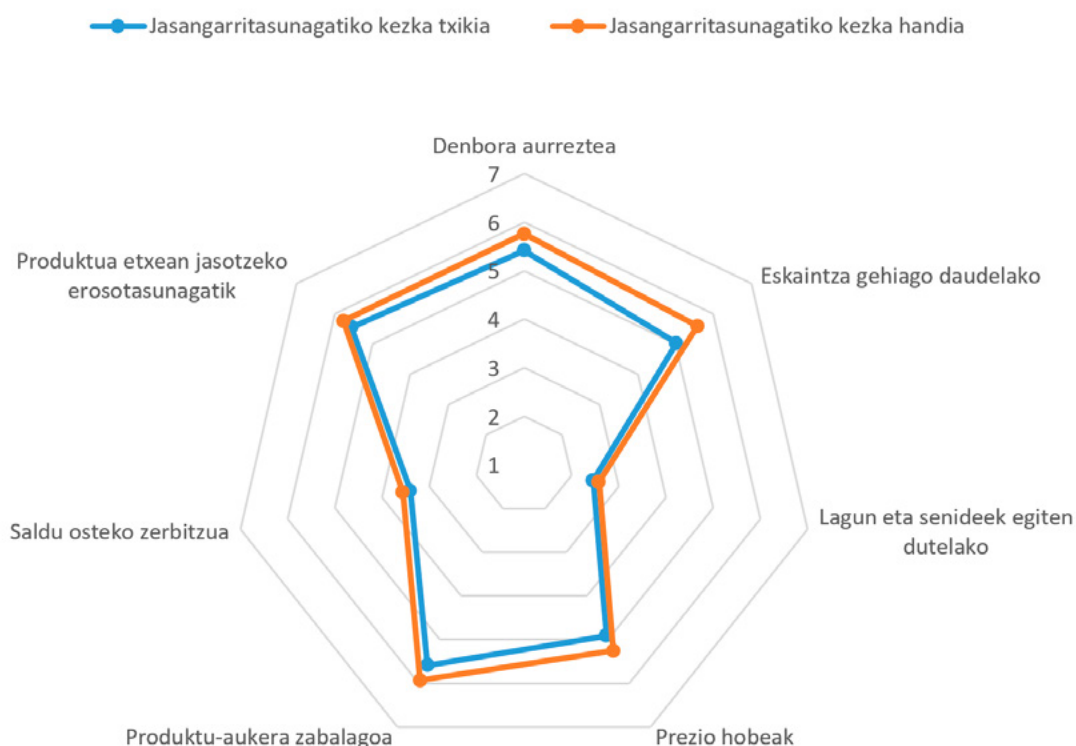 Jasangarritasunagatiko kezka txikia
Jasangarritasunagatiko kezka handia
Denbora aurreztea
7
6
5
4
3
2
1
Produktua etxean jasotzeko
erosotasunagatik
Eskaintza gehiago daudelako
Saldu osteko zerbitzua
Lagun eta senideek egiten
dutelako
Produktu-aukera zabalagoa
Prezio hobeak